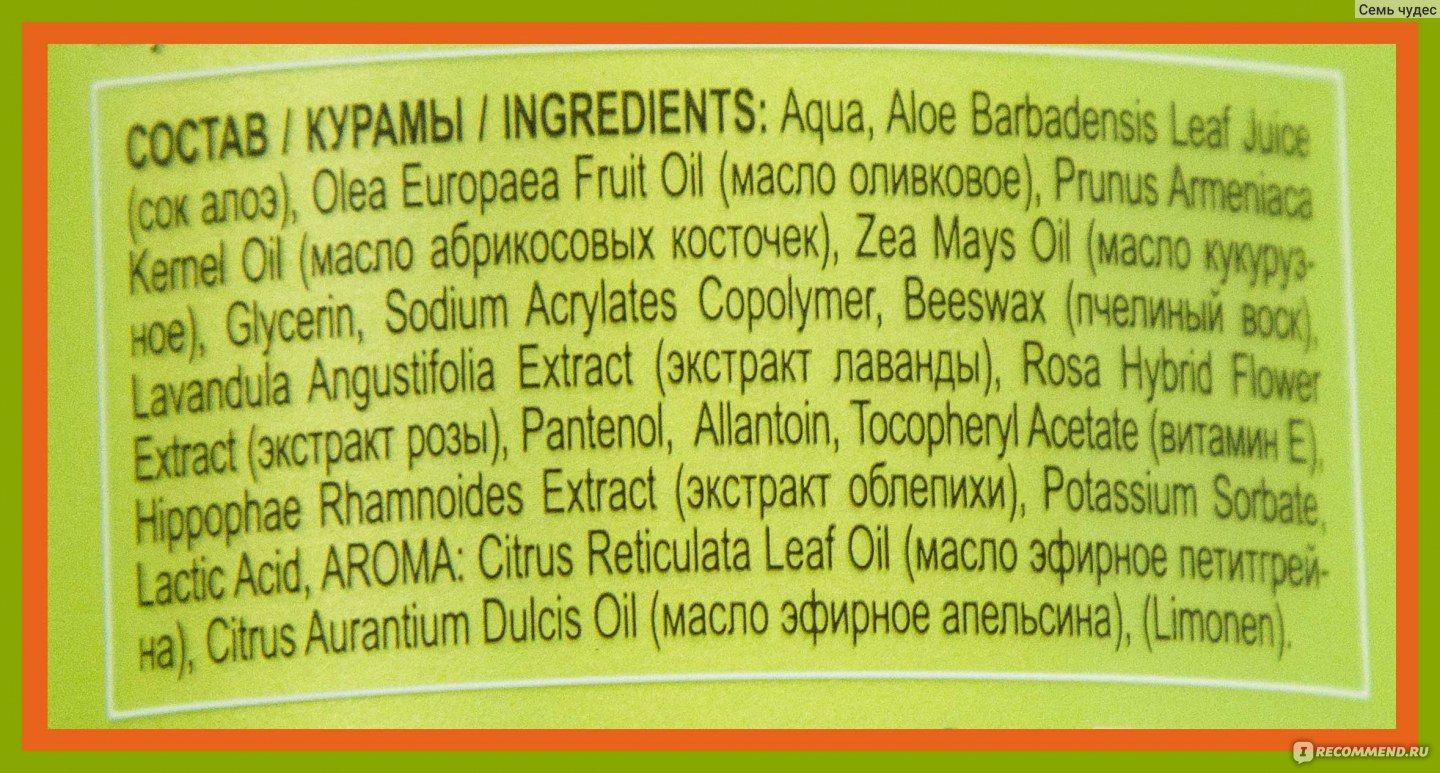 Семь чудес
СОСТАВ / КУРАМЫ / INGREDIENTS: Aqua, Aloe Barbadensis Leaf Juice
(сок алоэ), Olea Europaea Fruit Oil (масло оливковое), Prunus Armeniaca
Kernel Oil (масло абрикосовых косточек), Zea Mays Oil (масло кукуруз-
ное), Glycerin, Sodium Acrylates Copolymer, Beeswax (пчелиный воск),
Lavandula Angustifolia Extract (экстракт лаванды), Rosa Hybrid Flower
Extract (экстракт розы), Pantenol, Allantoin, Tocopheryl Acetate (витамин Е),
Hippophae Rhamnoides Extract (экстракт облепихи), Potassium Sorbate,
Lactic Acid, AROMA: Citrus Reticulata Leaf Oil (масло эфирное петитгрей-
на), Citrus Aurantium Dulcis Oil (масло эфирное апельсина), (Limonen).
IRECOMMEND.RU